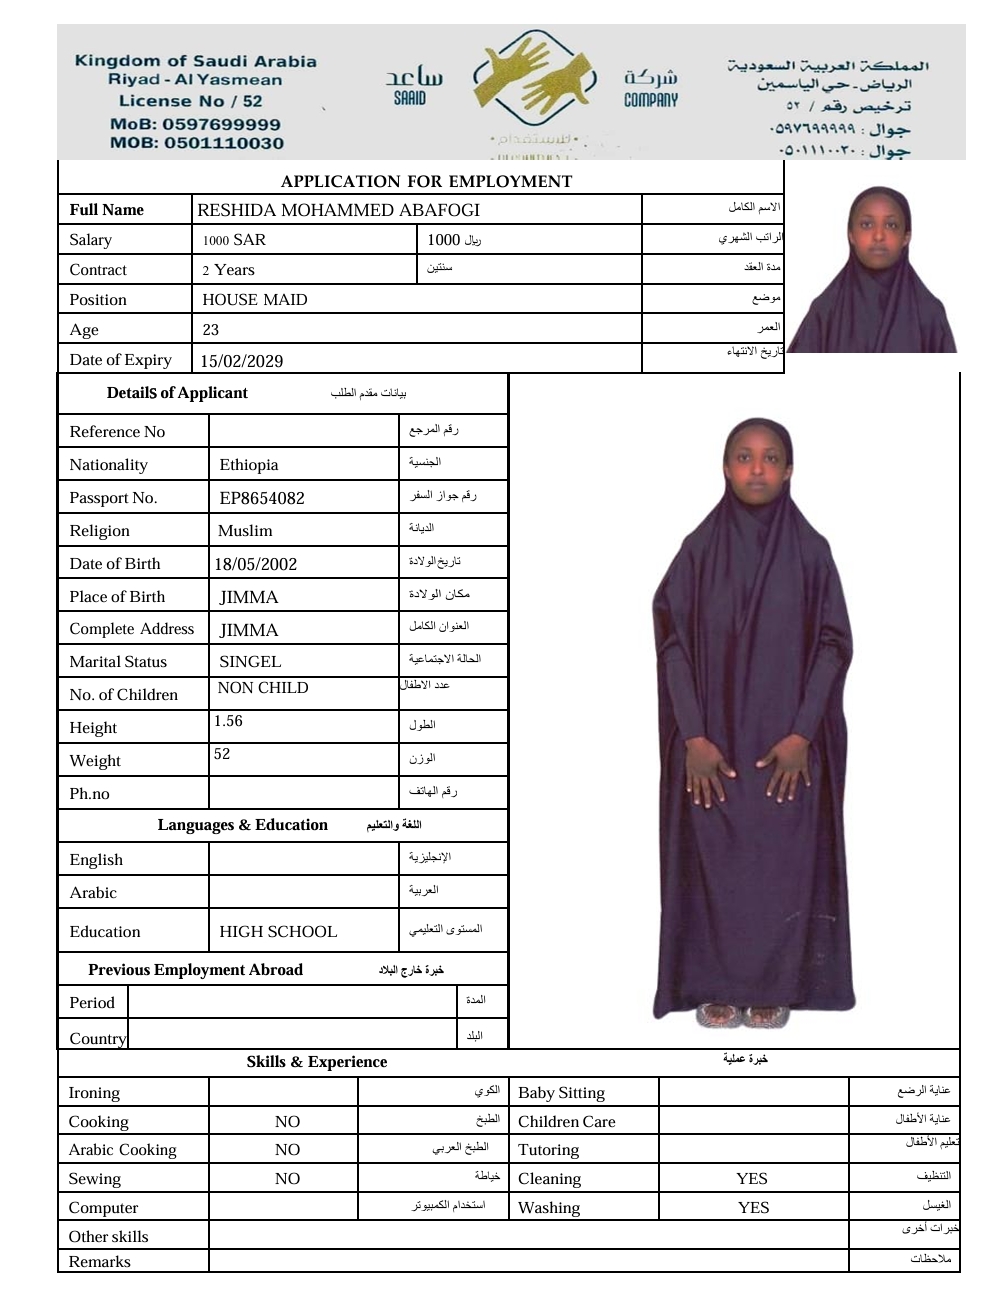 Kingdom of Saudi Arabia
Riyad - Al Yasmean
License No / 52
MoB: 0597699999
MOB: 0501110030
ساعد
SAAID
شركة
COMPANY
للاستقدام
المملكة العربية السعودية
الرياض - حي الياسمين
ترخيص رقم / ٥٢
جوال : ٠٥٩٧٦٩٩٩٩٩
جوال : ٠٥٠١١١٠٠٣٠
APPLICATION FOR EMPLOYMENT
Full Name RESHIDA MOHAMMED ABAFOGI الاسم الكامل
Salary 1000 SAR 1000 ريال الراتب الشهري
Contract 2 Years سنتين مدة العقد
Position HOUSE MAID موضع
Age 23 العمر
Date of Expiry 15/02/2029 تاريخ الانتهاء
Details of Applicant بيانات مقدم الطلب
Reference No رقم المرجع
Nationality Ethiopia الجنسية
Passport No. EP8654082 رقم جواز السفر
Religion Muslim الديانة
Date of Birth 18/05/2002 تاريخ الولادة
Place of Birth JIMMA مكان الولادة
Complete Address JIMMA العنوان الكامل
Marital Status SINGEL الحالة الاجتماعية
No. of Children NON CHILD عدد الاطفال
Height 1.56 الطول
Weight 52 الوزن
Ph.no رقم الهاتف
Languages & Education اللغة والتعليم
English الإنجليزية
Arabic العربية
Education HIGH SCHOOL المستوى التعليمي
Previous Employment Abroad خبرة خارج البلاد
Period المدة
Country البلد
Skills & Experience خبرة عملية
Ironing الكوي Baby Sitting عناية الرضع
Cooking NO الطبخ Children Care عناية الأطفال
Arabic Cooking NO الطبخ العربي Tutoring تعليم الأطفال
Sewing NO خياطة Cleaning YES التنظيف
Computer استخدام الكمبيوتر Washing YES الغيسل
Other skills خبرات أخرى
Remarks ملاحظات